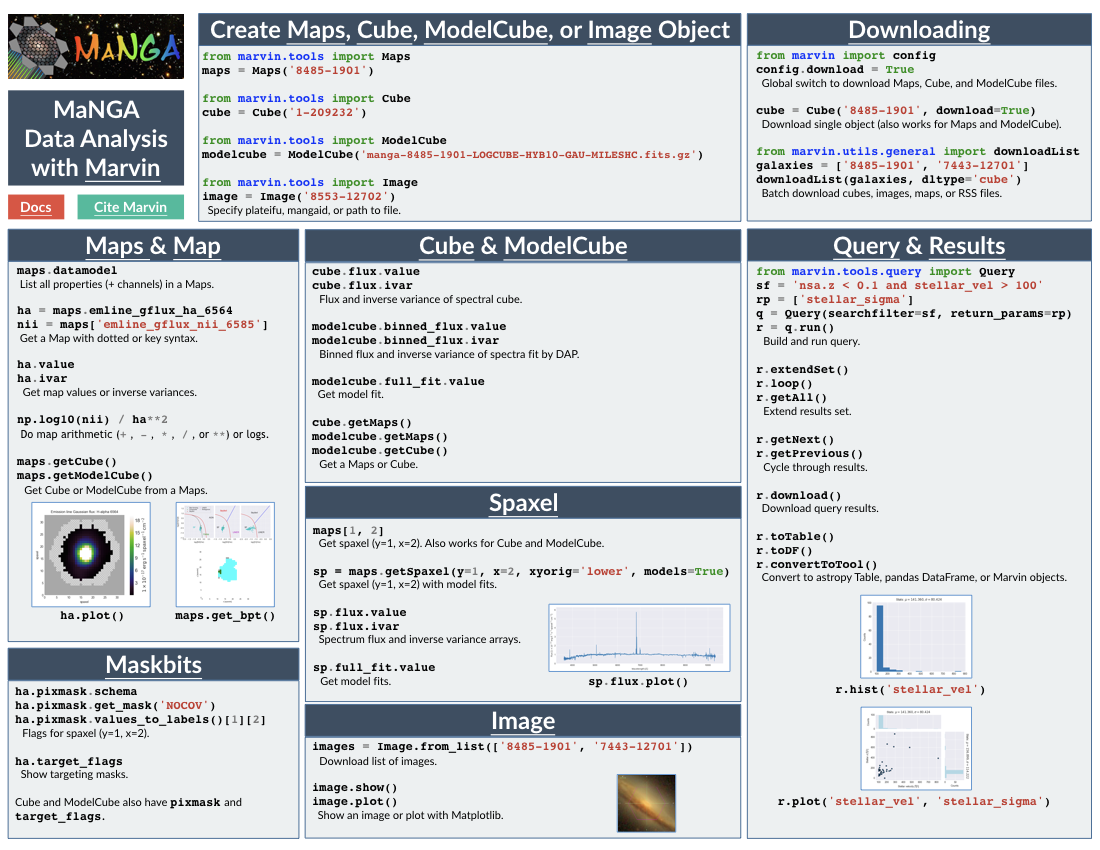 MaNGA
MaNGA
Data Analysis
with Marvin
Docs
Cite Marvin
Create Maps, Cube, ModelCube, or Image Object
from marvin.tools import Maps
maps = Maps('8485-1901')
from marvin.tools import Cube
cube = Cube('1-209232')
from marvin.tools import ModelCube
modelcube = ModelCube('manga-8485-1901-LOGCUBE-HYB10-GAU-MILESHC.fits.gz')
from marvin.tools import Image
image = Image('8553-12702')
Specify plateifu, mangaid, or path to file.
Downloading
from marvin import config
config.download = True
Global switch to download Maps, Cube, and ModelCube files.
cube = Cube('8485-1901', download=True)
Download single object (also works for Maps and ModelCube).
from marvin.utils.general import downloadList
galaxies = ['8485-1901', '7443-12701']
downloadList(galaxies, dltype='cube')
Batch download cubes, images, maps, or RSS files.
Maps & Map
maps.datamodel
List all properties (+ channels) in a Maps.
ha = maps.emline_gflux_ha_6564
nii = maps['emline_gflux_nii_6585']
Get a Map with dotted or key syntax.
ha.value
ha.ivar
Get map values or inverse variances.
np.log10(nii) / ha**2
Do map arithmetic (+ , - , * , / , or **) or logs.
maps.getCube()
maps.getModelCube()
Get Cube or ModelCube from a Maps.
ha.plot()
maps.get_bpt()
Maskbits
ha.pixmask.schema
ha.pixmask.get_mask('NOCOV')
ha.pixmask.values_to_labels()[1][2]
Flags for spaxel (y=1, x=2).
ha.target_flags
Show targeting masks.
Cube and ModelCube also have pixmask and
target_flags.
Cube & ModelCube
cube.flux.value
cube.flux.ivar
Flux and inverse variance of spectral cube.
modelcube.binned_flux.value
modelcube.binned_flux.ivar
Binned flux and inverse variance of spectra fit by DAP.
modelcube.full_fit.value
Get model fit.
cube.getMaps()
modelcube.getMaps()
modelcube.getCube()
Get a Maps or Cube.
Spaxel
maps[1, 2]
Get spaxel (y=1, x=2). Also works for Cube and ModelCube.
sp = maps.getSpaxel(y=1, x=2, xyorig='lower', models=True)
Get spaxel (y=1, x=2) with model fits.
sp.flux.value
sp.flux.ivar
Spectrum flux and inverse variance arrays.
sp.full_fit.value
Get model fits.
sp.flux.plot()
Image
images = Image.from_list(['8485-1901', '7443-12701'])
Download list of images.
image.show()
image.plot()
Show an image or plot with Matplotlib.
Query & Results
from marvin.tools.query import Query
sf = 'nsa.z < 0.1 and stellar_vel > 100'
rp = ['stellar_sigma']
q = Query(searchfilter=sf, return_params=rp)
r = q.run()
Build and run query.
r.extendSet()
r.loop()
r.getAll()
Extend results set.
r.getNext()
r.getPrevious()
Cycle through results.
r.download()
Download query results.
r.toTable()
r.toDF()
r.convertToTool()
Convert to astropy Table, pandas DataFrame, or Marvin objects.
r.hist('stellar_vel')
r.plot('stellar_vel', 'stellar_sigma')